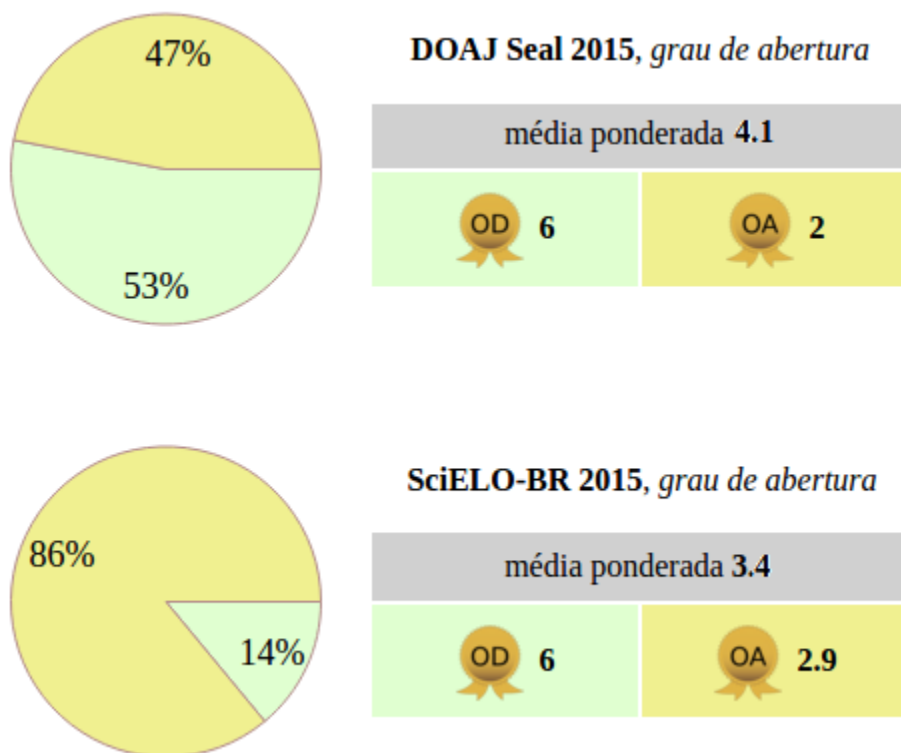 47%
53%
DOAJ Seal 2015, grau de abertura
média ponderada 4.1
OD 6
OA 2
86%
14%
SciELO-BR 2015, grau de abertura
média ponderada 3.4
OD 6
OA 2.9